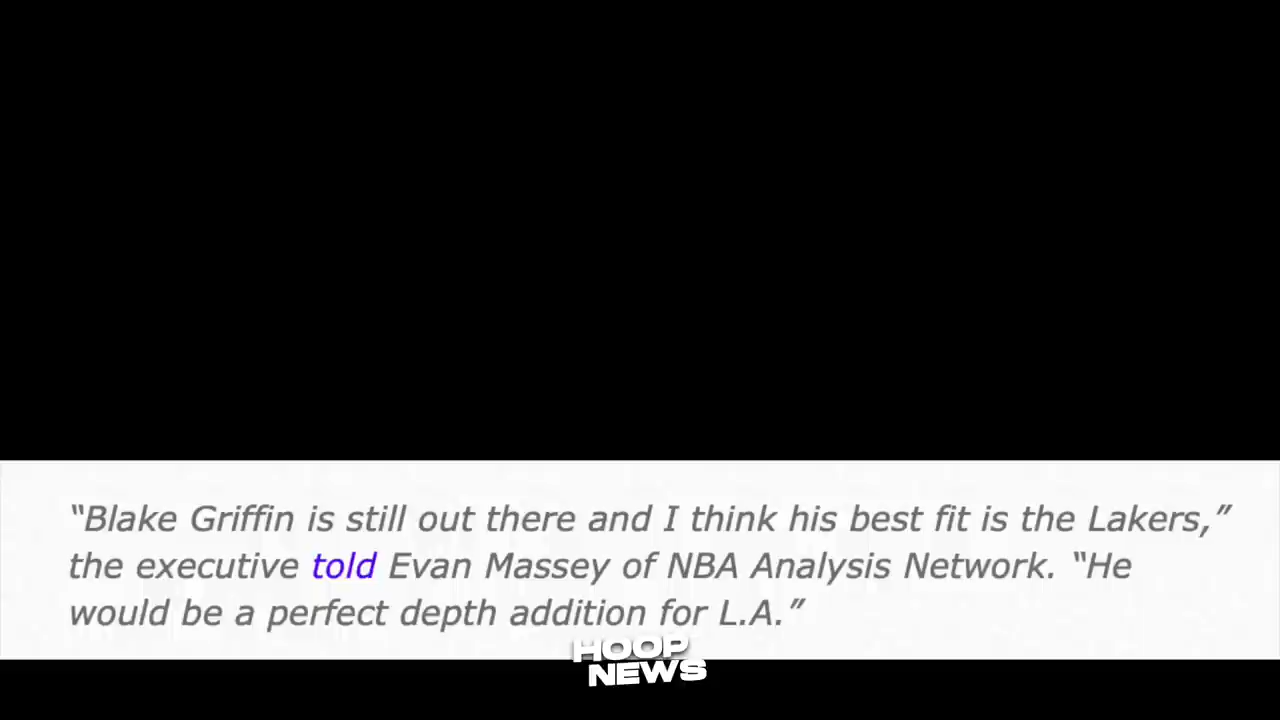 “Blake Griffin is still out there and I think his best fit is the Lakers,”
the executive told Evan Massey of NBA Analysis Network. “He
would be a perfect depth addition for L.A.”
HOOP
NEWS